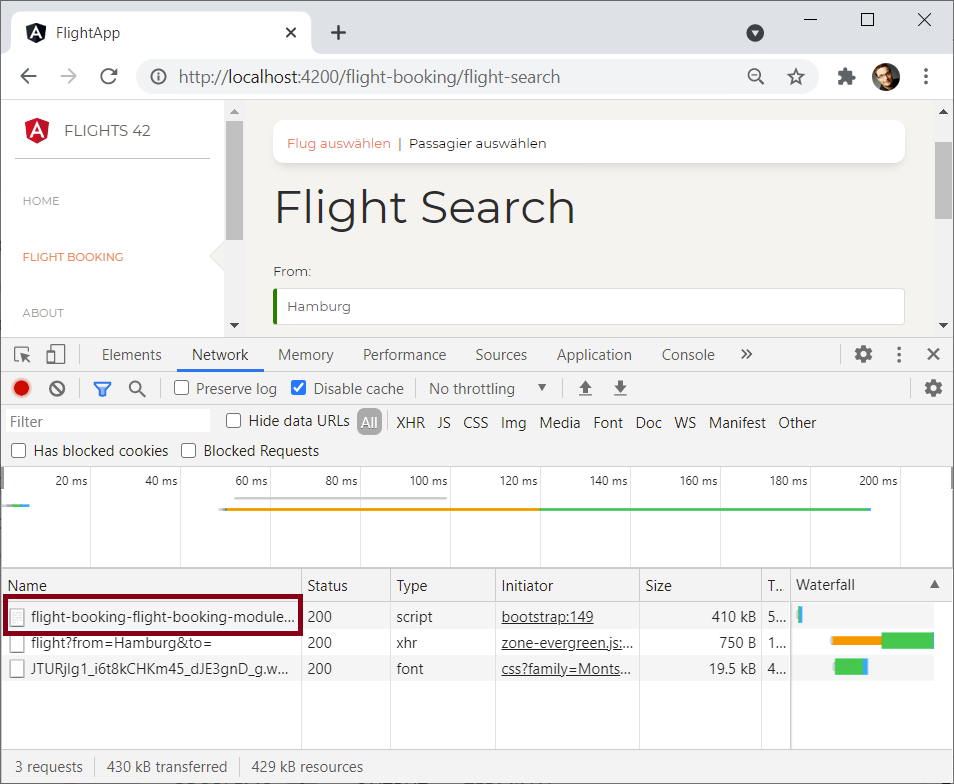 FlightApp
http://localhost:4200/flight-booking/flight-search
FLIGHTS 42
HOME
FLIGHT BOOKING
ABOUT
Flug auswählen | Passagier auswählen
Flight Search
From:
Hamburg
Elements Network Memory Performance Sources Application Console »
Preserve log Disable cache No throttling
Filter Hide data URLs All XHR JS CSS Img Media Font Doc WS Manifest Other
Has blocked cookies Blocked Requests
20 ms 40 ms 60 ms 80 ms 100 ms 120 ms 140 ms 160 ms 180 ms 200 ms
Name Status Type Initiator Size T.. Waterfall
flight-booking-flight-booking-module... 200 script bootstrap:149 410 kB 5...
flight?from=Hamburg&to= 200 xhr zone-evergreen.js:... 750 B 1...
JTURjIg1_i6t8kCHKm45_dJE3gnD_g.w... 200 font css?family=Monts... 19.5 kB 4...
3 requests 430 kB transferred 429 kB resources